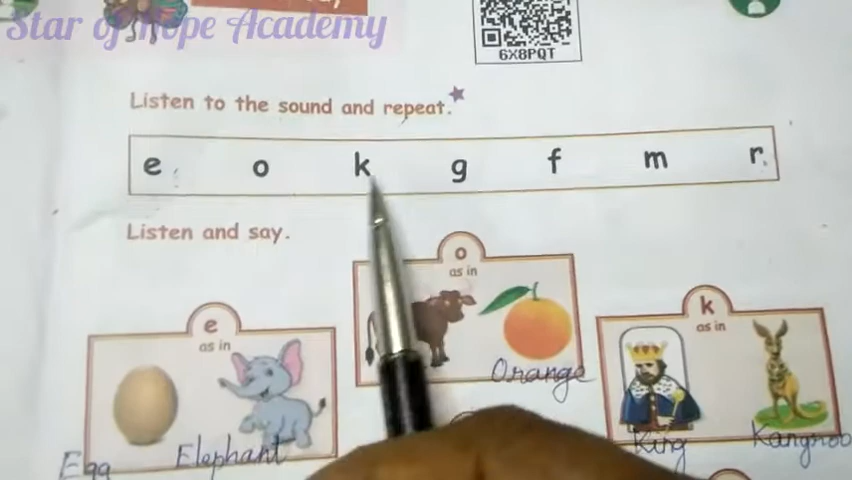 Star of Hope Academy
6X8PQT
Listen to the sound and repeat.
e o k g f m r
Listen and say.
o
as in
e
as in
k
as in
Orange
Egg
Elephant
King
Kangroo